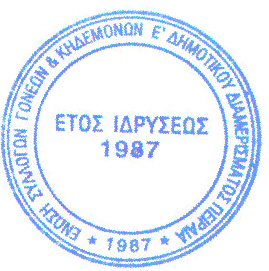 ΕΝΩΣΗ ΣΥΛΛΟΓΩΝ ΓΟΝΕΩΝ & ΚΗΔΕΜΟΝΩΝ Ε' ΔΗΜΟΤΙΚΟΥ ΔΙΑΜΕΡΙΣΜΑΤΟΣ ΠΕΙΡΑΙΑ
ΕΤΟΣ ΙΔΡΥΣΕΩΣ
1987
★ 1987 ★